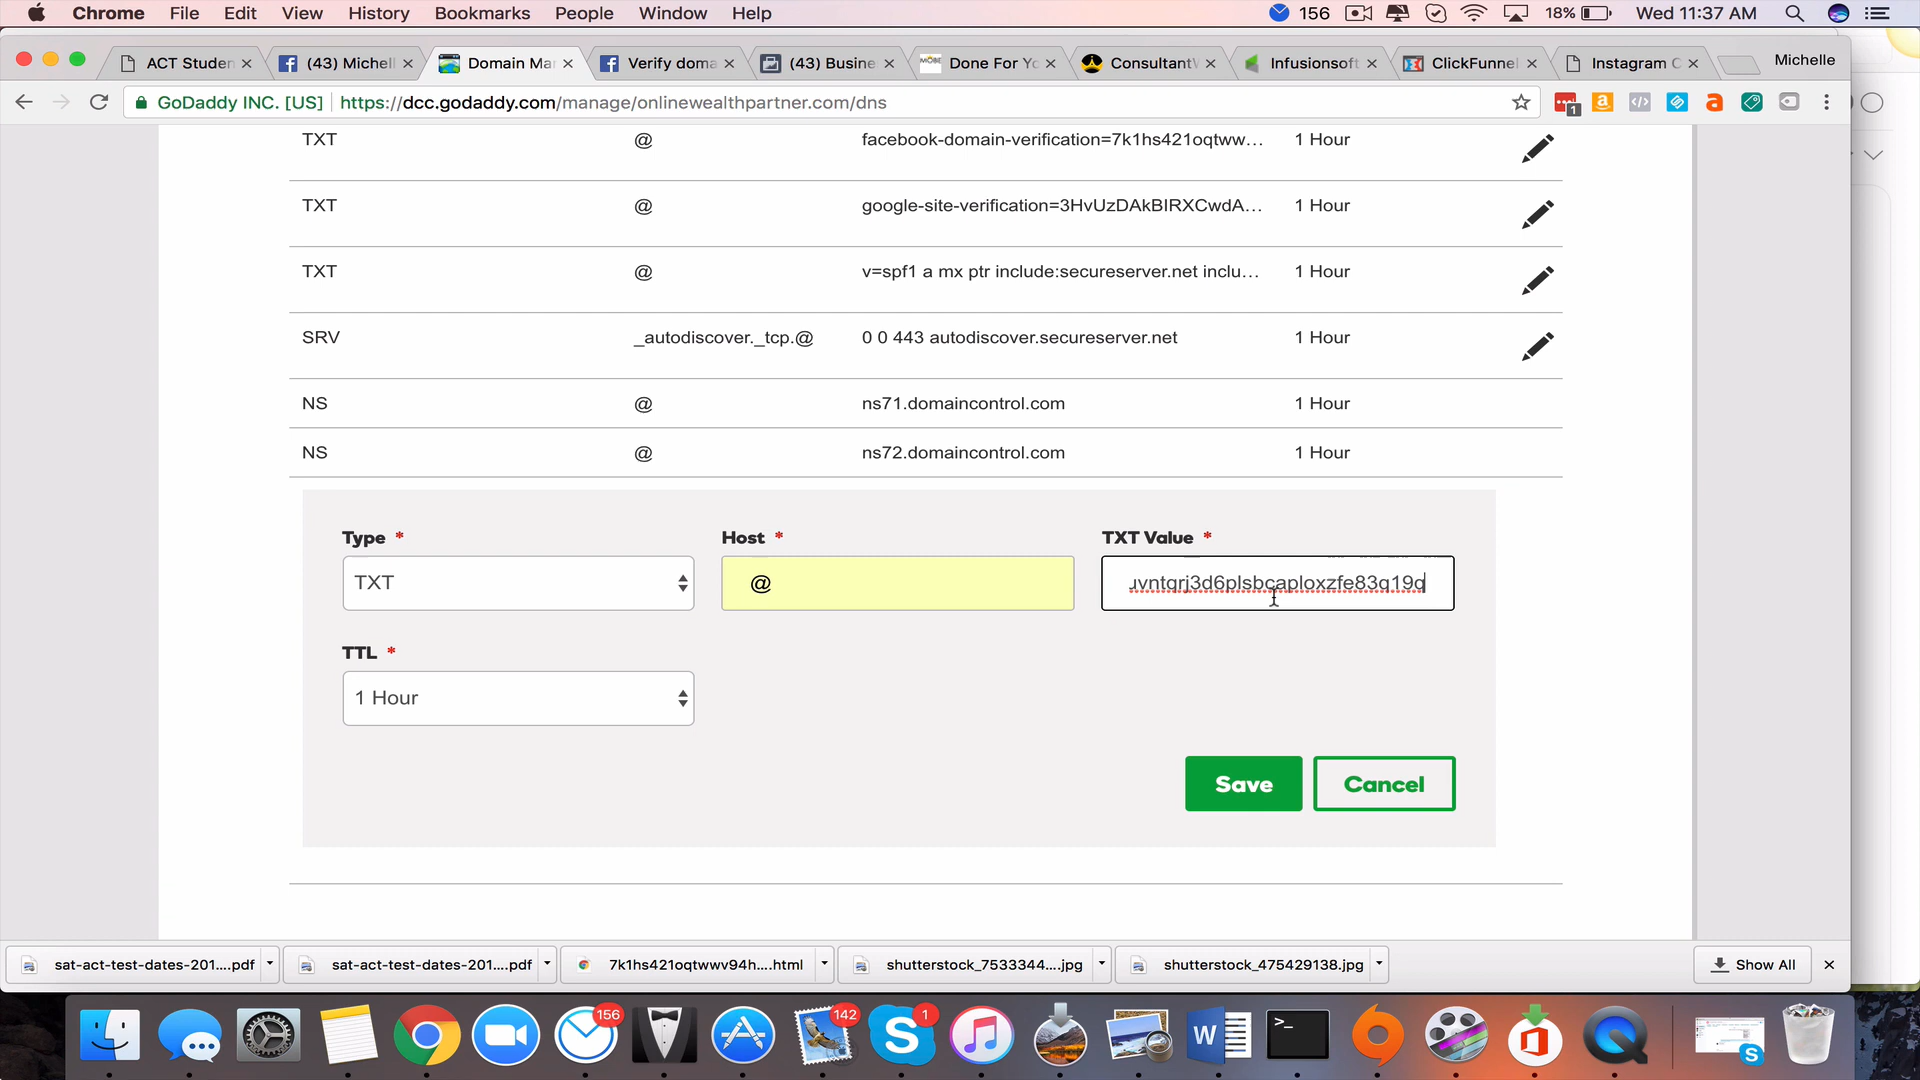 Chrome File Edit View History Bookmarks People Window Help 156 18% Wed 11:37 AM
ACT Studen (43) Michell Domain Ma Verify doma (43) Busine Done For Yo Consultant Infusionsoft ClickFunnel Instagram C Michelle
GoDaddy INC. [US] https://dcc.godaddy.com/manage/onlinewealthpartner.com/dns 1
TXT @ facebook-domain-verification=7k1hs421oqtww... 1 Hour
TXT @ google-site-verification=3HvUzDAkBIRXCwdA... 1 Hour
TXT @ v=spf1 a mx ptr include:secureserver.net inclu... 1 Hour
SRV _autodiscover._tcp.@ 0 0 443 autodiscover.secureserver.net 1 Hour
NS @ ns71.domaincontrol.com 1 Hour
NS @ ns72.domaincontrol.com 1 Hour
Type * Host * TXT Value *
TXT @ uvntqrj3d6plsbcaploxzfe83q19q
TTL *
1 Hour
Save Cancel
sat-act-test-dates-201....pdf sat-act-test-dates-201....pdf 7k1hs421oqtwwv94h....html shutterstock_7533344....jpg shutterstock_475429138.jpg Show All
156 142 1